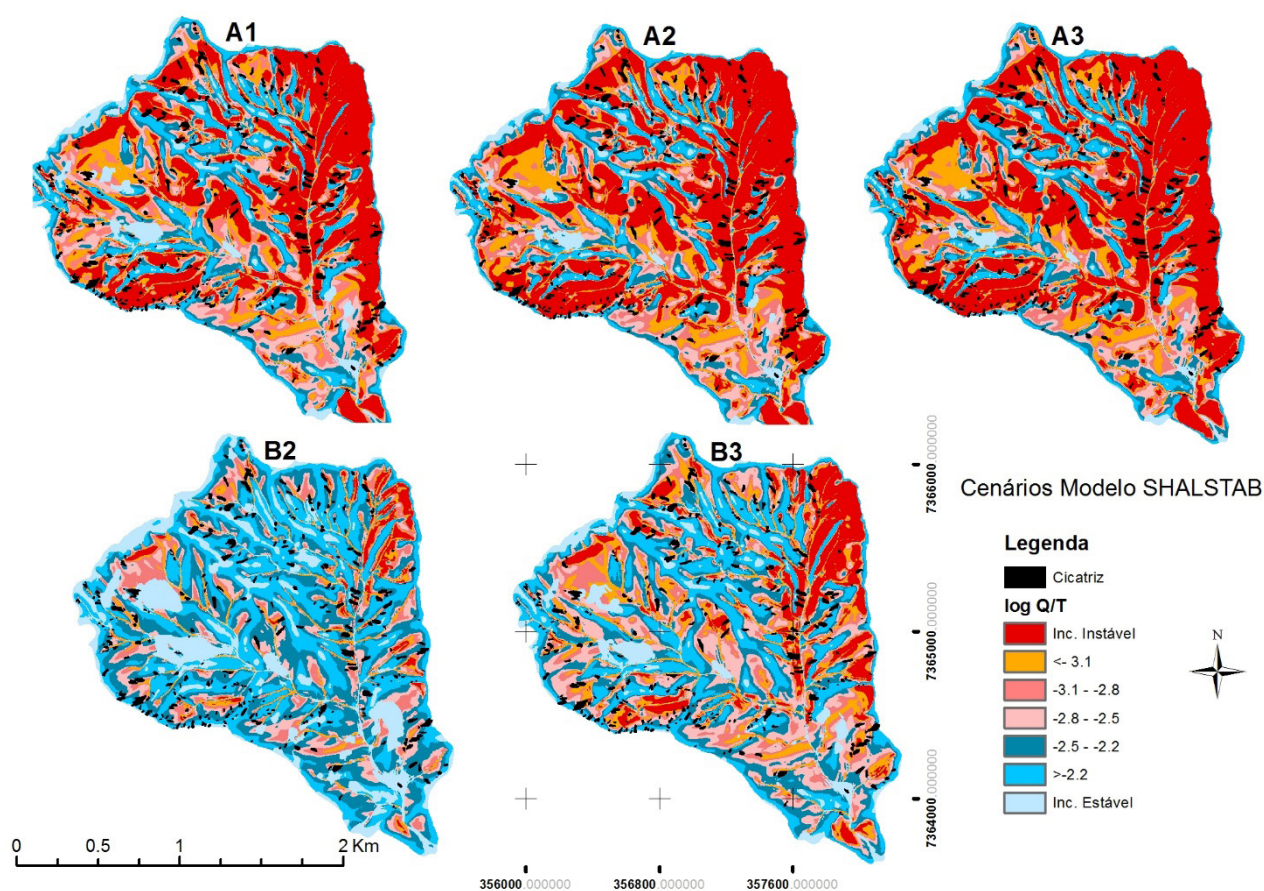 A1
A2
A3
B2
B3
7366000.000000
7365000.000000
7364000.000000
Cenários Modelo SHALSTAB
Legenda
Cicatriz
log Q/T
Inc. Instável
<- 3.1
-3.1 - -2.8
-2.8 - -2.5
-2.5 - -2.2
>-2.2
Inc. Estável
N
0 0.5 1 2 Km
356000.000000 356800.000000 357600.000000